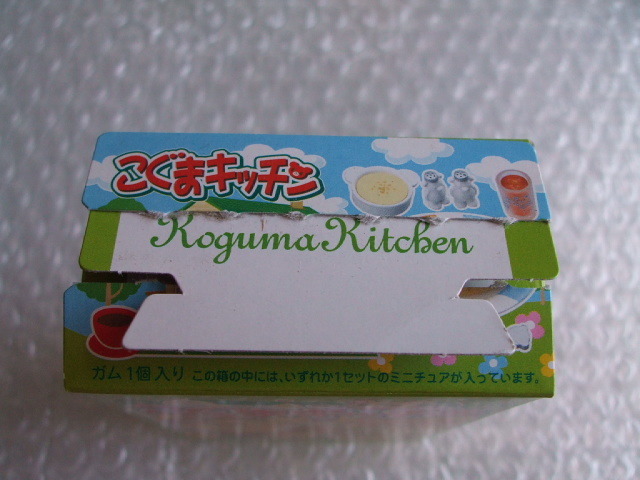 こぐまキッチン
Koguma Kitchen
ガム1個入り この箱の中には、いずれか1セットのミニチュアが入っています。